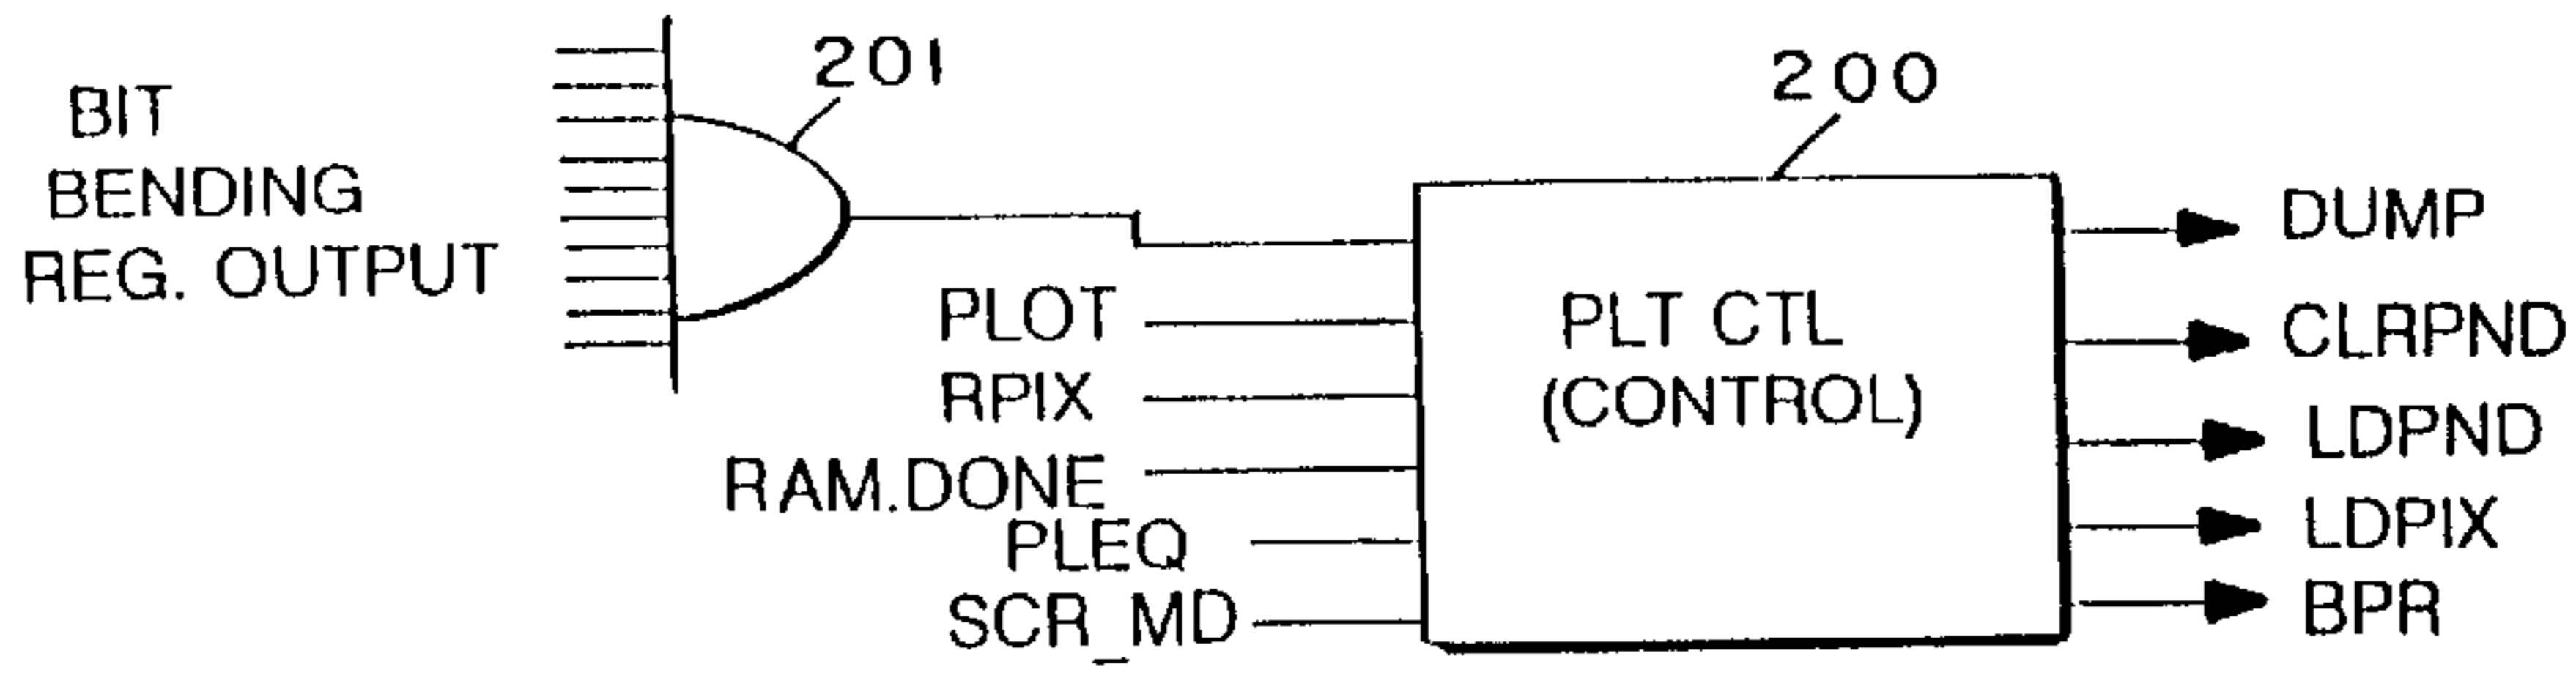 201
200
BIT
BENDING
REG. OUTPUT
PLOT
RPIX
RAM.DONE
PLEQ
SCR_MD
PLT CTL
(CONTROL)
DUMP
CLRPND
LDPND
LDPIX
BPR